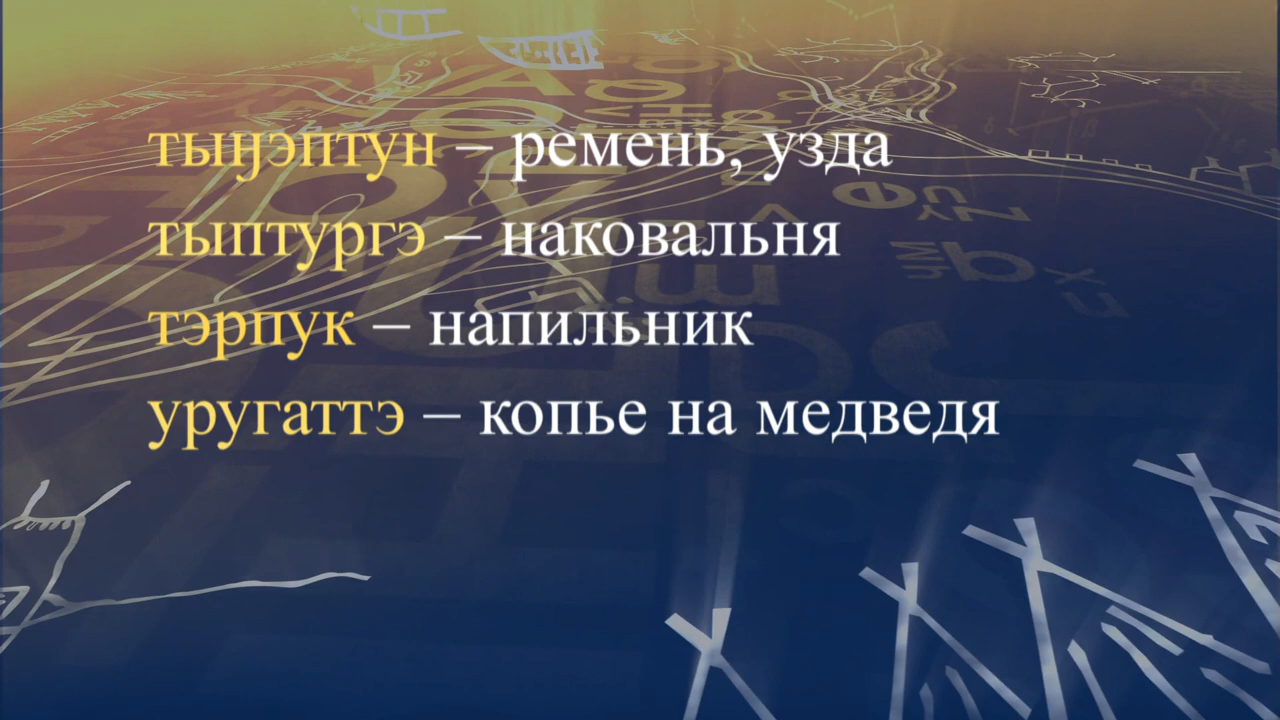 тыӈэптун – ремень, узда
тыптургэ – наковальня
тэрпук – напильник
уругаттэ – копье на медведя